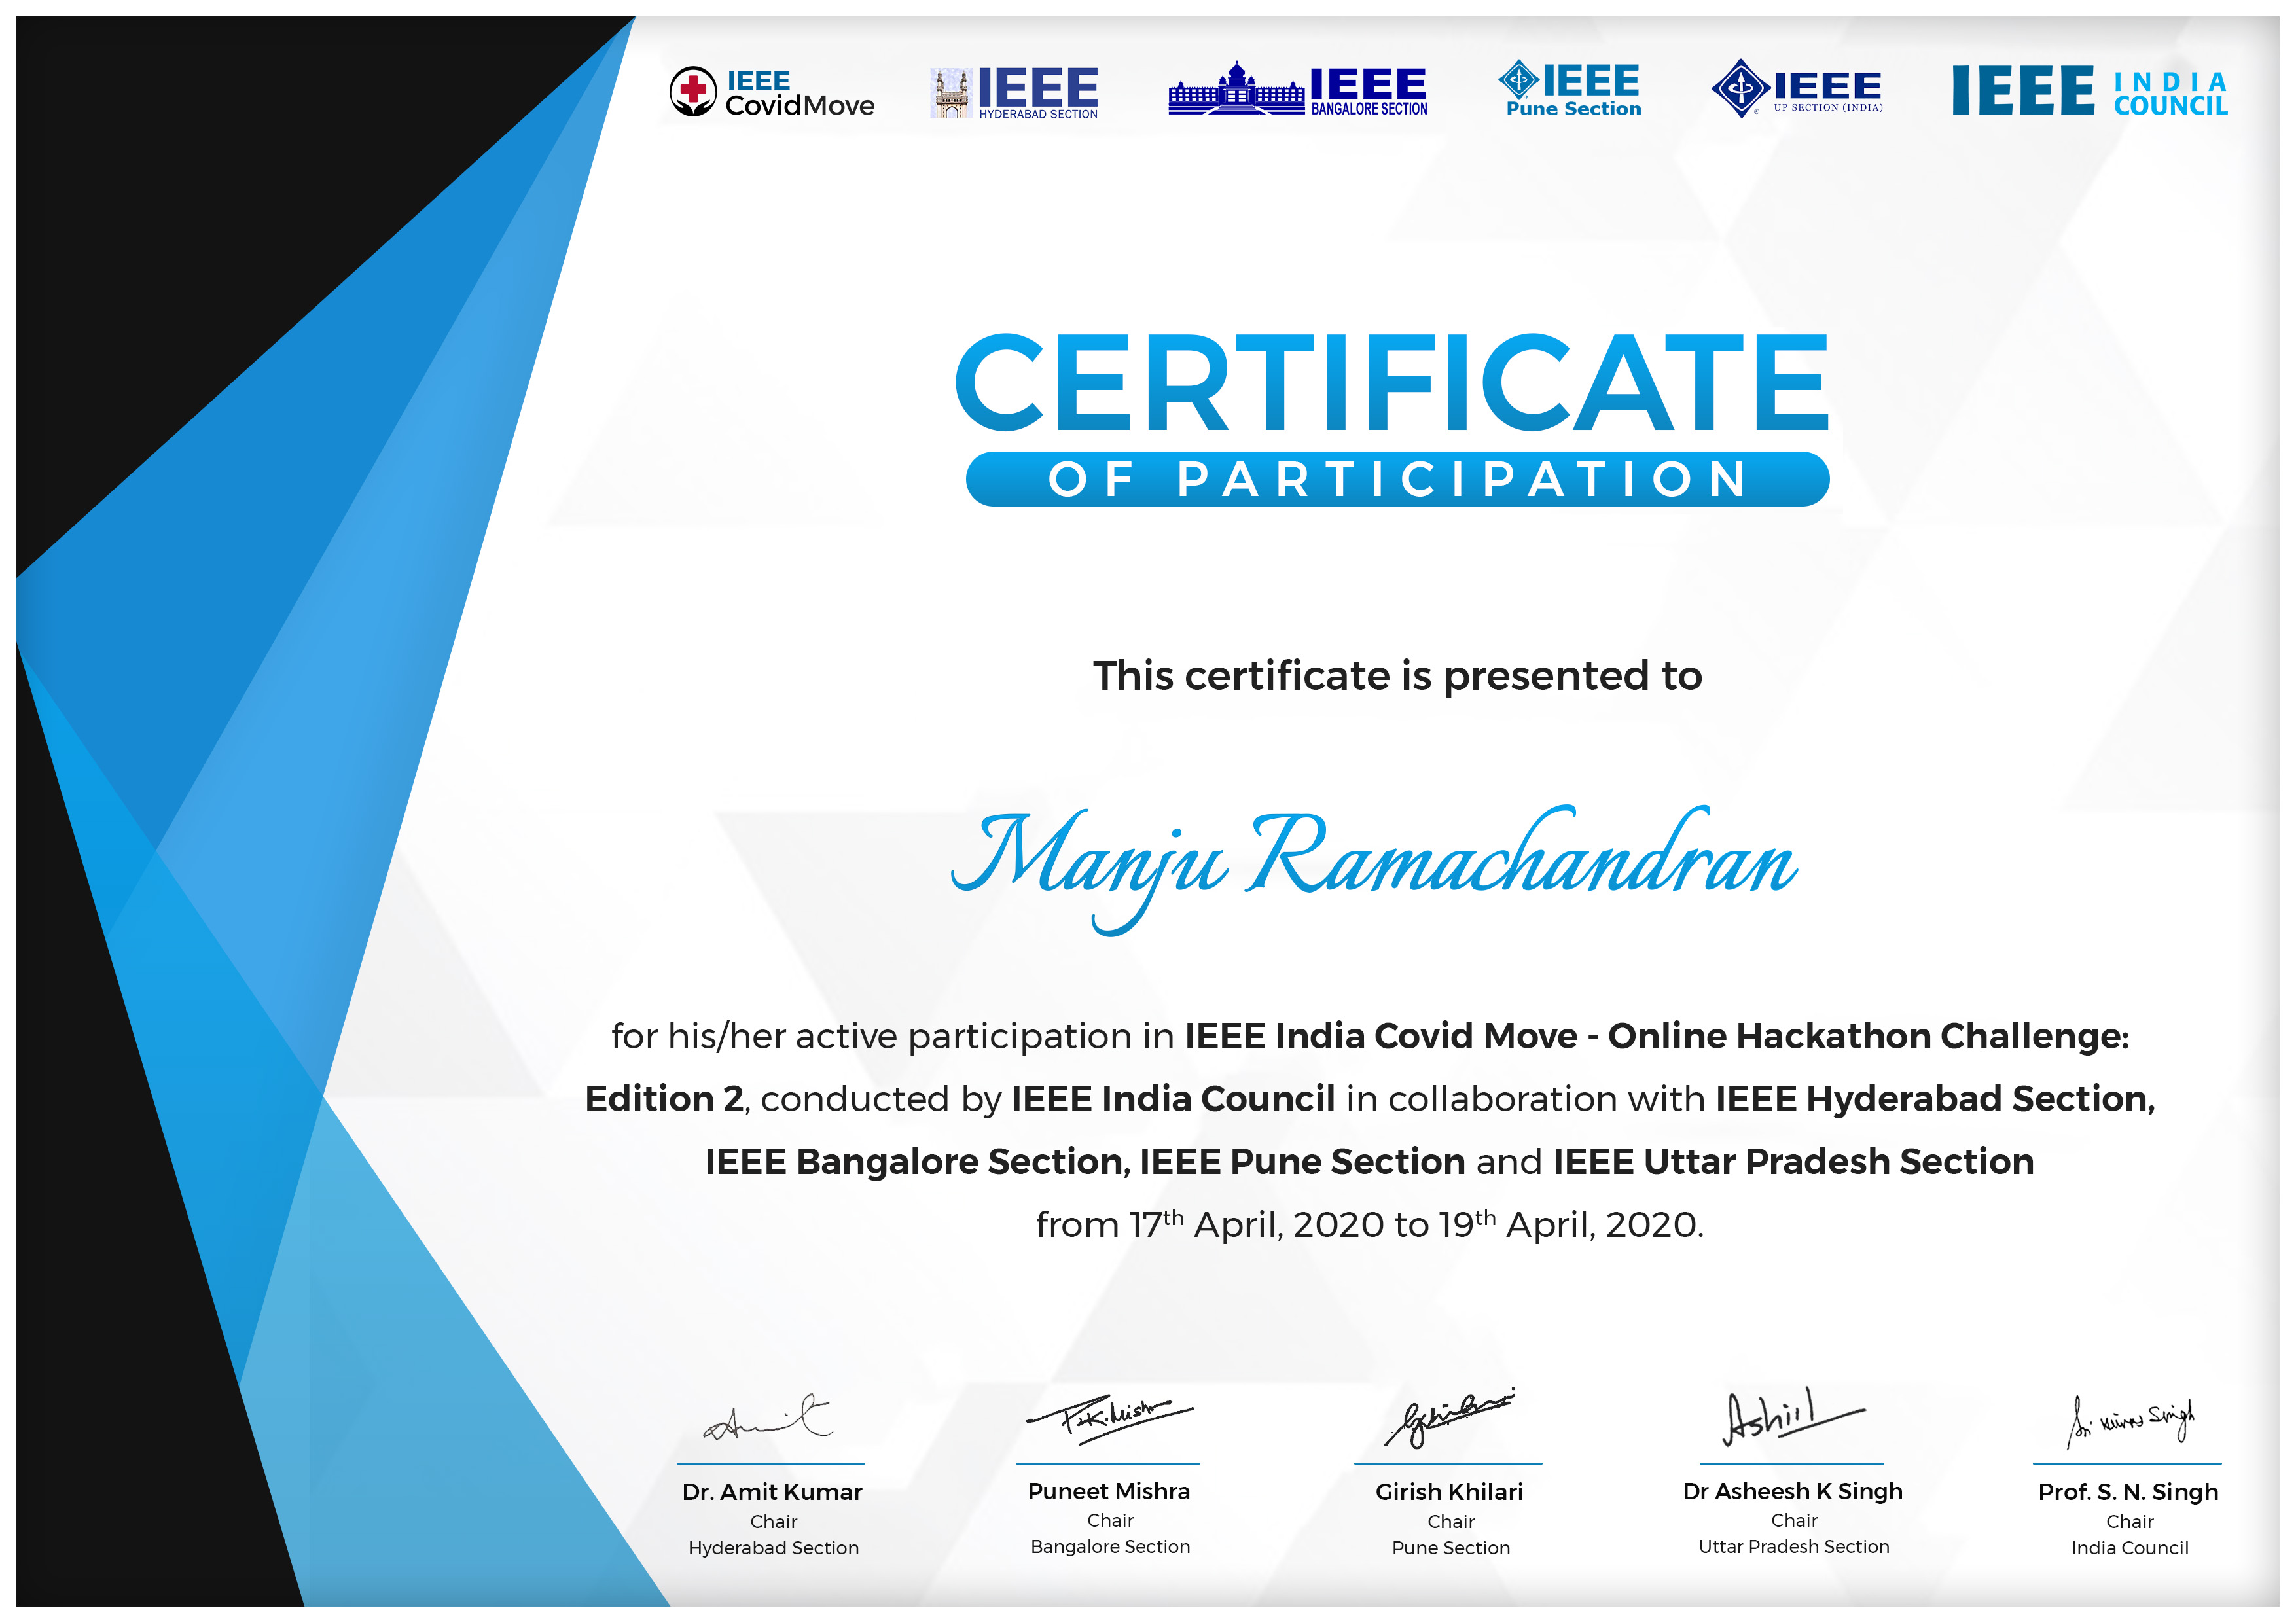 IEEE CovidMove
IEEE HYDERABAD SECTION
IEEE BANGALORE SECTION
IEEE Pune Section
IEEE UP SECTION (INDIA)
IEEE INDIA COUNCIL
CERTIFICATE
OF PARTICIPATION
This certificate is presented to
Manju Ramachandran
for his/her active participation in IEEE India Covid Move - Online Hackathon Challenge:
Edition 2, conducted by IEEE India Council in collaboration with IEEE Hyderabad Section,
IEEE Bangalore Section, IEEE Pune Section and IEEE Uttar Pradesh Section
from 17th April, 2020 to 19th April, 2020.
Dr. Amit Kumar
Chair
Hyderabad Section
P.K. Mishra
Puneet Mishra
Chair
Bangalore Section
Girish Khilari
Chair
Pune Section
Dr Asheesh K Singh
Chair
Uttar Pradesh Section
Prof. S. N. Singh
Chair
India Council